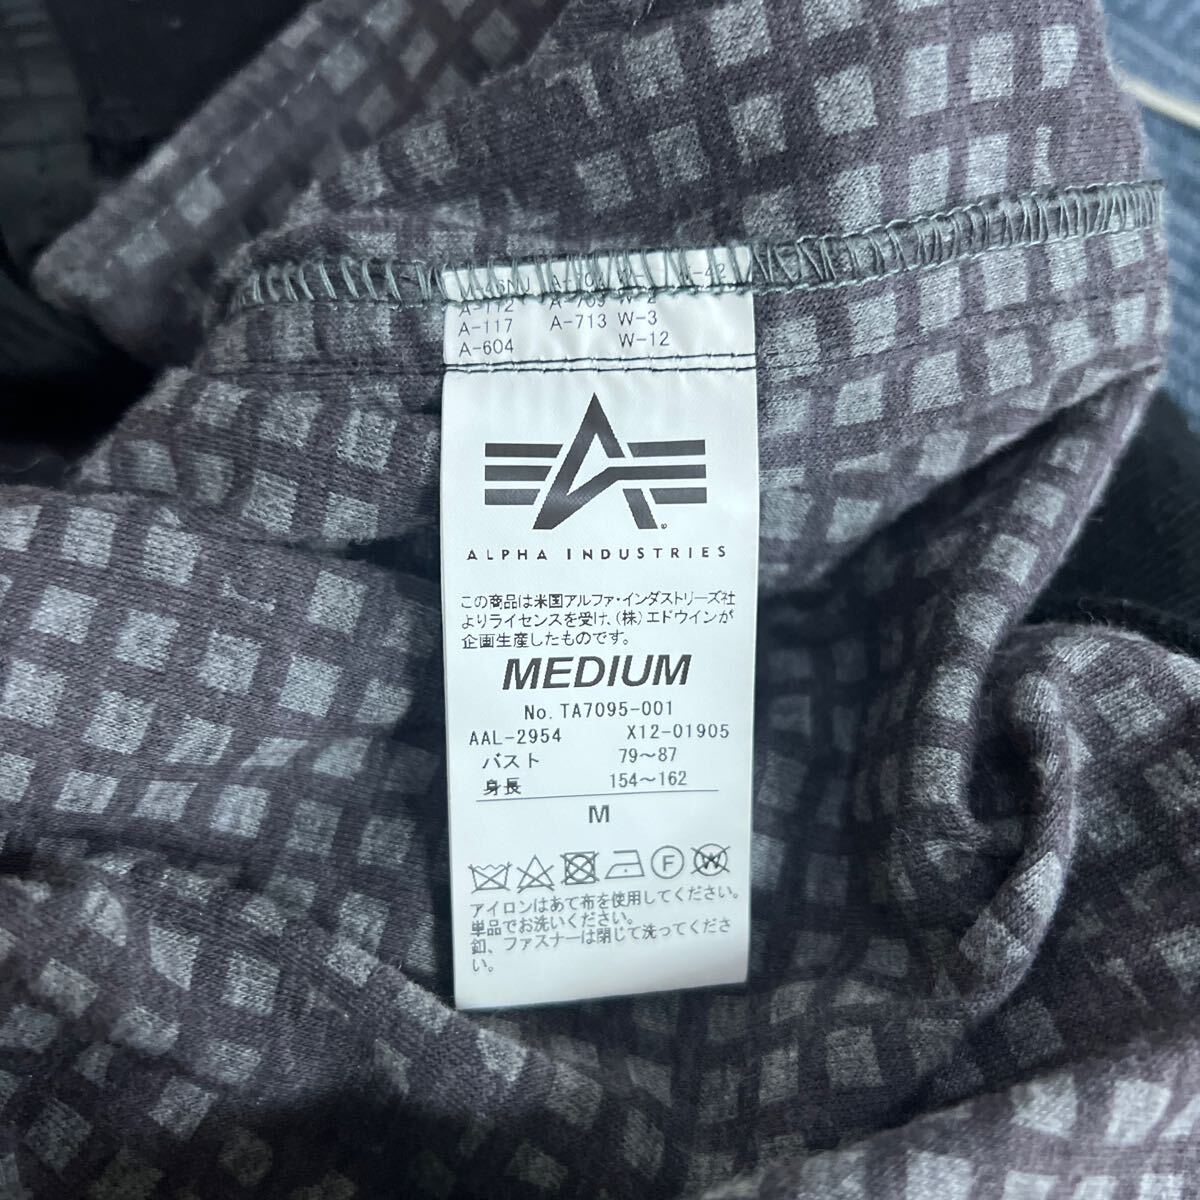 A-112 A-709 W-2
A-117 A-713 W-3
A-604 W-12
ALPHA INDUSTRIES
この商品は米国アルファ・インダストリーズ社
よりライセンスを受け、(株)エドウインが
企画生産したものです。
MEDIUM
No. TA7095-001
AAL-2954 X12-01905
バスト 79～87
身長 154～162
M
F W
アイロンはあて布を使用してください。
単品でお洗いください。
釦、ファスナーは閉じて洗ってくださ
い。